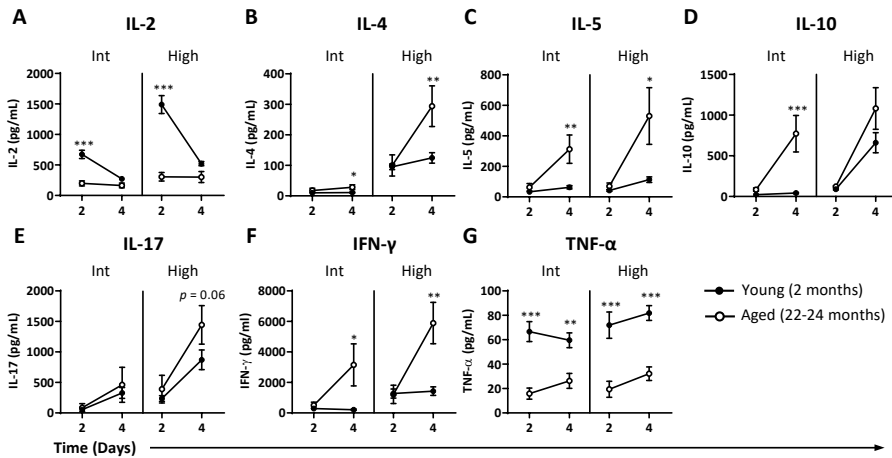 A
IL-2
Int
High
IL-2 (pg/mL)
2000
1500
1000
500
0
***
***
2 4 2 4
B
IL-4
Int
High
IL-4 (pg/mL)
400
300
200
100
0
*
**
2 4 2 4
C
IL-5
Int
High
IL-5 (pg/mL)
800
600
400
200
0
**
*
2 4 2 4
D
IL-10
Int
High
IL-10 (pg/mL)
1500
1000
500
0
***
2 4 2 4
E
IL-17
Int
High
IL-17 (pg/mL)
2000
1500
1000
500
0
p = 0.06
2 4 2 4
F
IFN-γ
Int
High
IFN-γ (pg/ml)
8000
6000
4000
2000
0
*
**
2 4 2 4
G
TNF-α
Int
High
TNF-α (pg/mL)
100
80
60
40
20
0
***
**
***
***
2 4 2 4
Young (2 months)
Aged (22-24 months)
Time (Days)